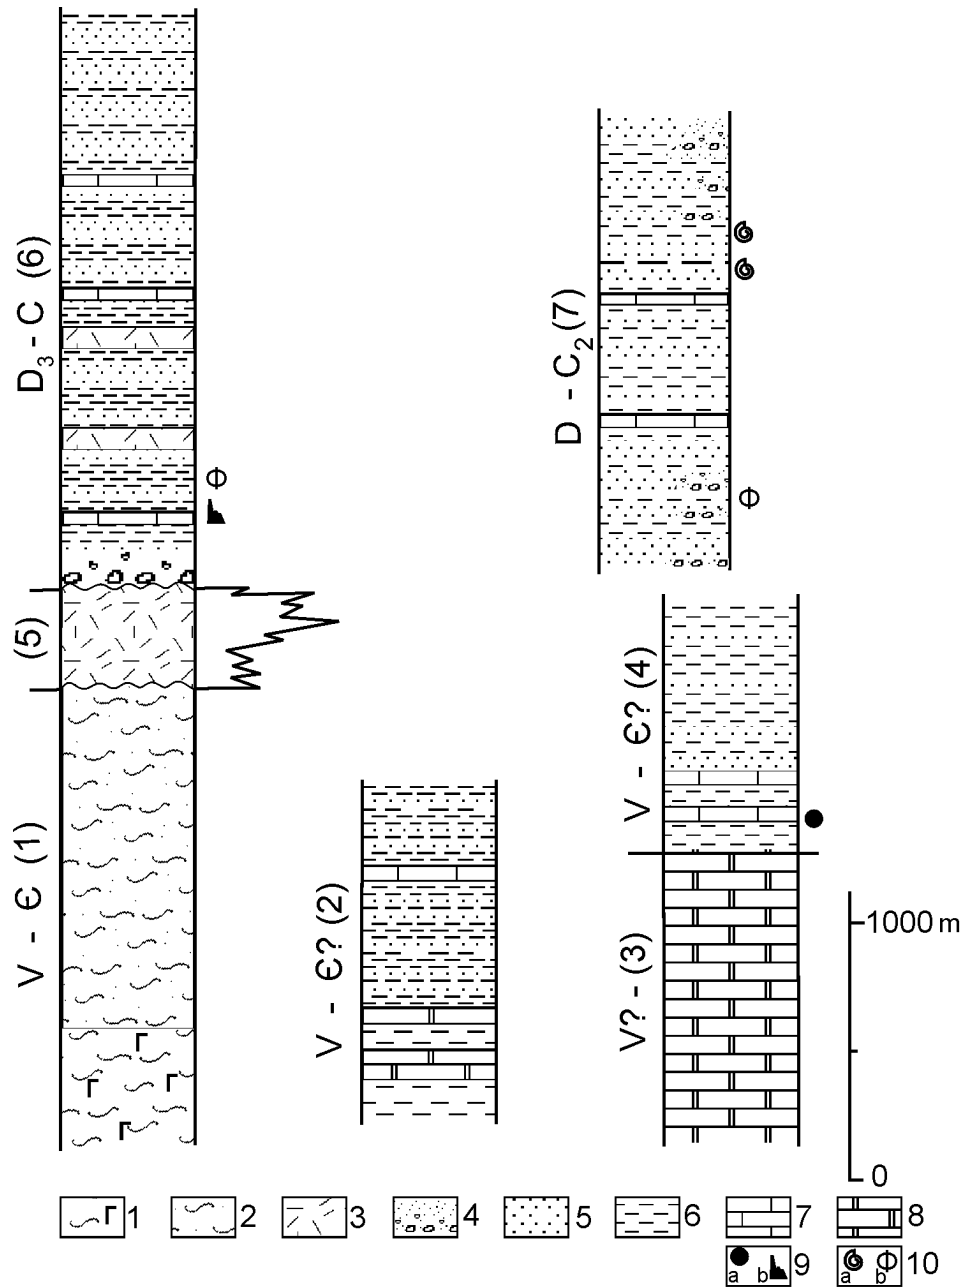 D3 - C (6)
(5)
V - Є (1)
Ф
D - C2 (7)
Ф
V - Є? (2)
V - Є? (4)
V? - (3)
1000 m
0
Г
Г
Г
Г
Г 1
2
3
4
5
6
7
8
a b 9
a Ф b 10